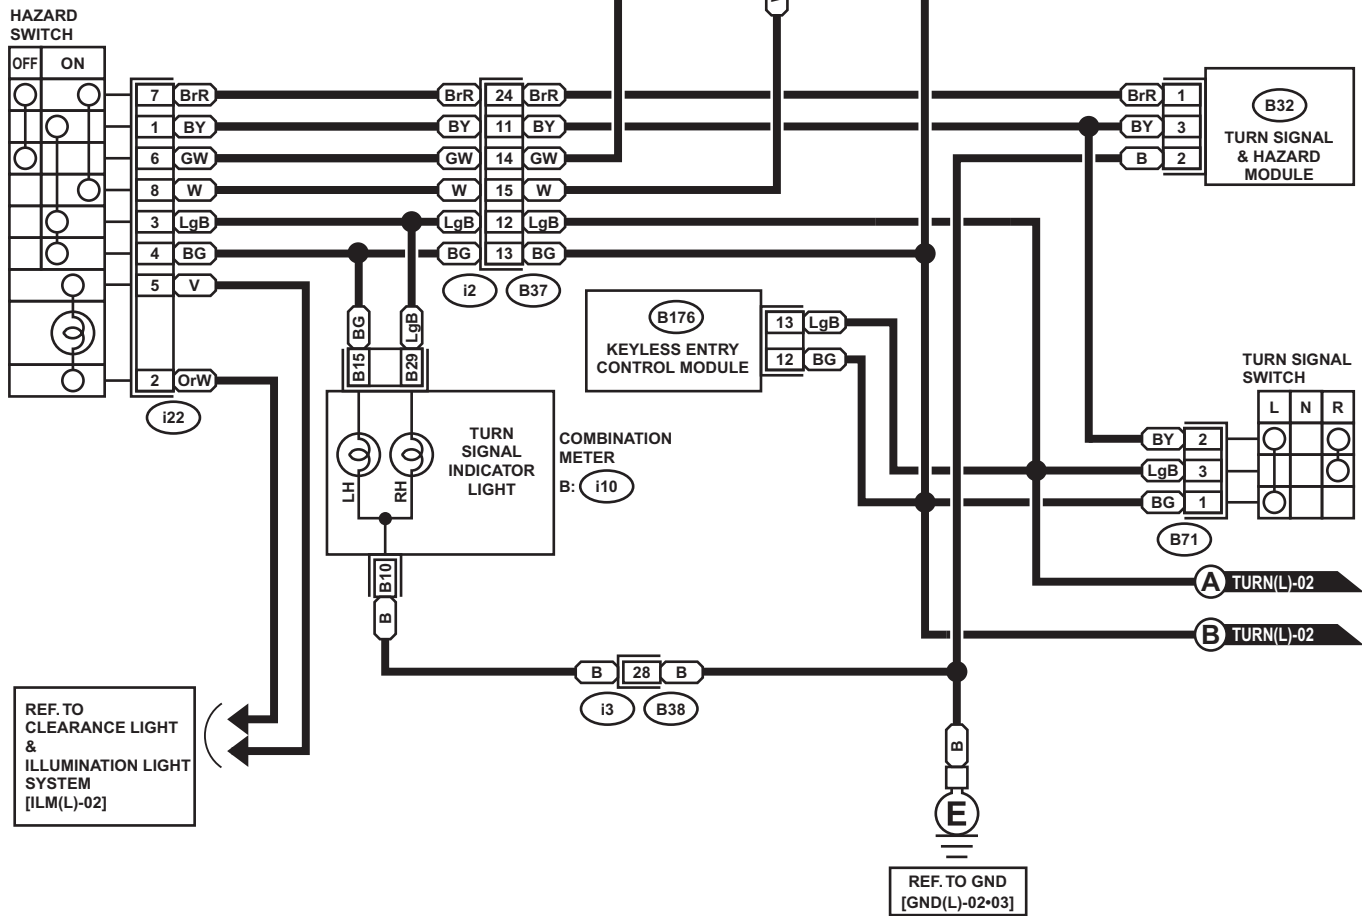 HAZARD
SWITCH
OFF ON
7 BrR BrR 24 BrR BrR 1
1 BY BY 11 BY BY 3
6 GW GW 14 GW B 2
8 W W 15 W
3 LgB LgB 12 LgB
4 BG BG 13 BG
5 V
2 OrW
i22
i2 B37
B32
TURN SIGNAL
& HAZARD
MODULE
BG LgB
B15 B29
TURN
SIGNAL
INDICATOR
LIGHT
LH RH
COMBINATION
METER
B: i10
B10
B
B176
KEYLESS ENTRY
CONTROL MODULE
13 LgB
12 BG
TURN SIGNAL
SWITCH
L N R
BY 2
LgB 3
BG 1
B71
A TURN(L)-02
B TURN(L)-02
B 28 B
i3 B38
REF. TO
CLEARANCE LIGHT
&
ILLUMINATION LIGHT
SYSTEM
[ILM(L)-02]
B
E
REF. TO GND
[GND(L)-02•03]